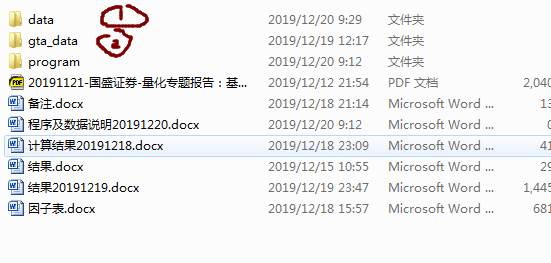 data 2019/12/20 9:29 文件夹
gta_data 2019/12/19 12:17 文件夹
program 2019/12/20 9:12 文件夹
20191121-国盛证券-量化专题报告：基... 2019/12/12 21:54 PDF 文档 2,040
备注.docx 2019/12/18 21:14 Microsoft Word ... 13
程序及数据说明20191220.docx 2019/12/20 9:12 Microsoft Word ... 0
计算结果20191218.docx 2019/12/18 23:09 Microsoft Word ... 41
结果.docx 2019/12/15 10:55 Microsoft Word ... 29
结果20191219.docx 2019/12/19 23:47 Microsoft Word ... 1,445
因子表.docx 2019/12/18 15:57 Microsoft Word ... 681